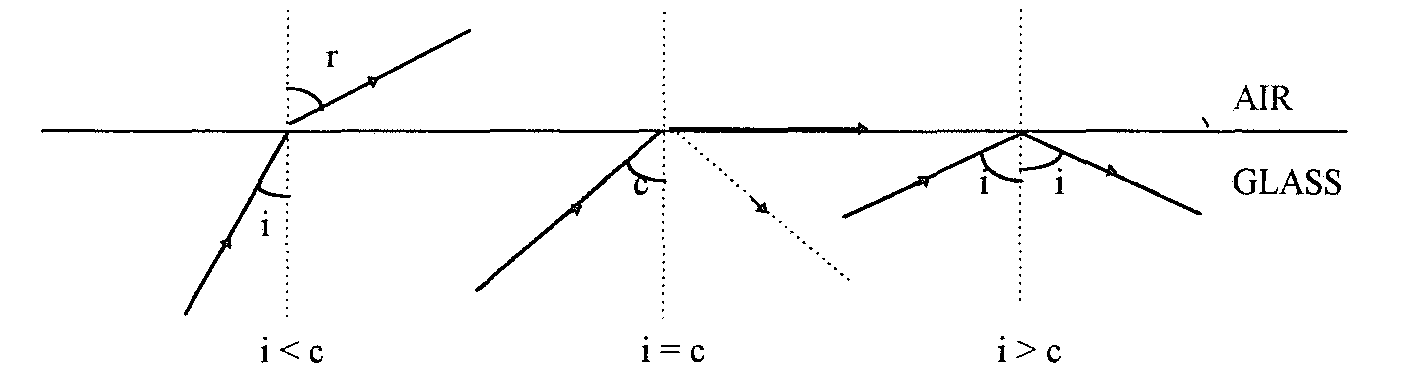 r
AIR
i
c
i
i
GLASS
i < c
i = c
i > c